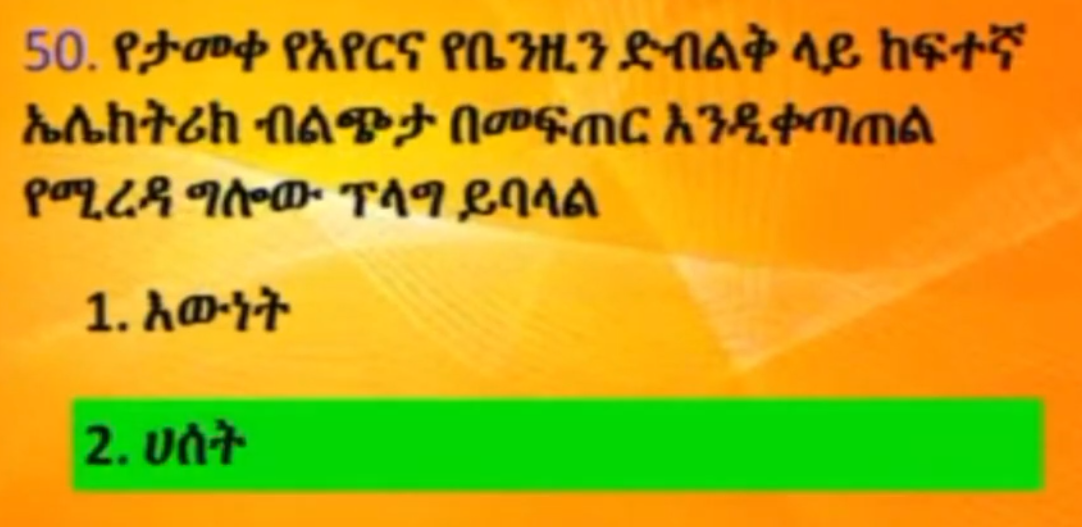 50. የታመቀ የአየርና የቤንዚን ድብልቅ ላይ ከፍተኛ
ኤሌክትሪክ ብልጭታ በመፍጠር እንዲቀጣጠል
የሚረዳ ግሎው ፕላግ ይባላል
1. እውነት
2. ሀሰት